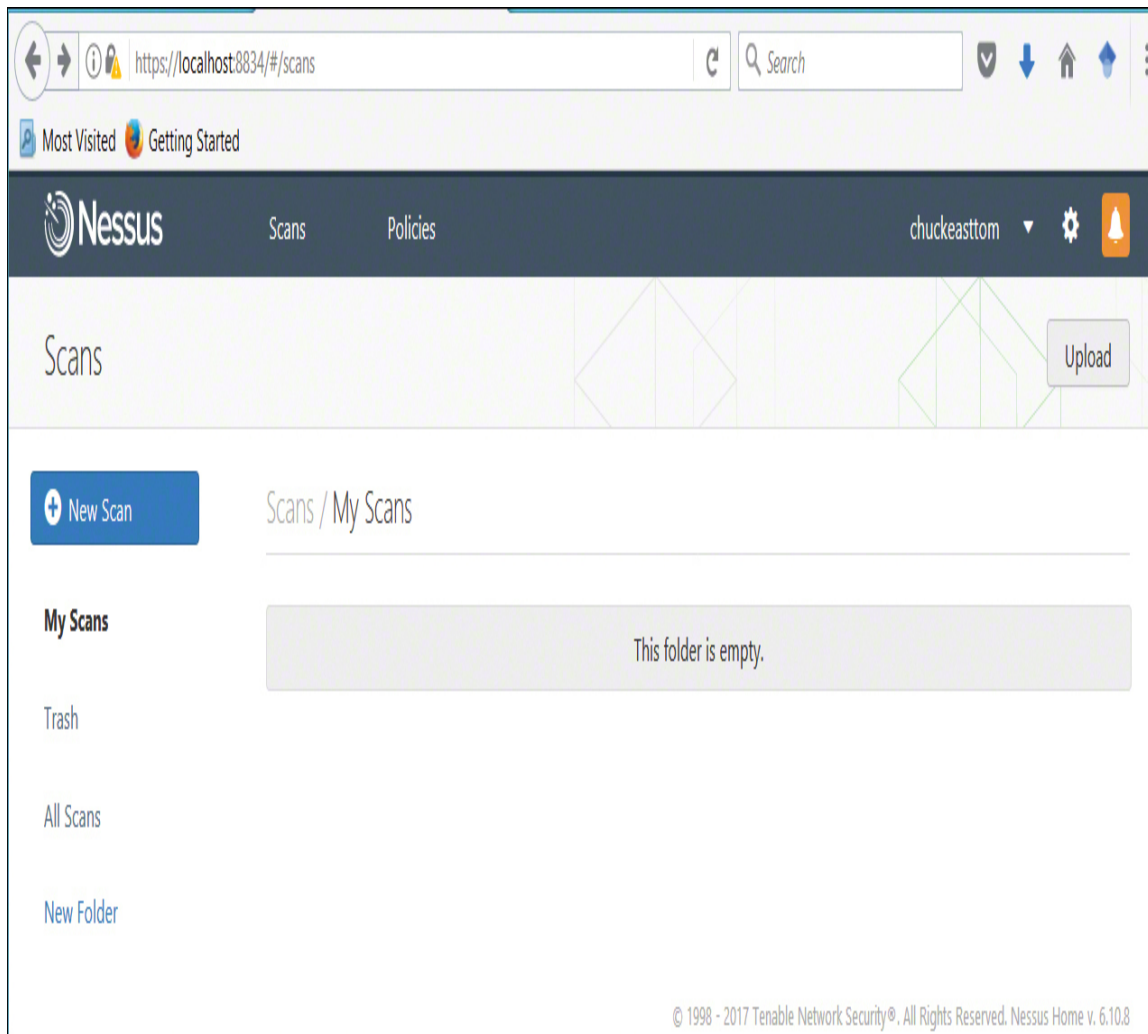 https://localhost:8834/#/scans
Search
Most Visited Getting Started
Nessus Scans Policies chuckeasttom
Scans
Upload
New Scan
Scans / My Scans
My Scans
This folder is empty.
Trash
All Scans
New Folder
© 1998 - 2017 Tenable Network Security®. All Rights Reserved. Nessus Home v. 6.10.8